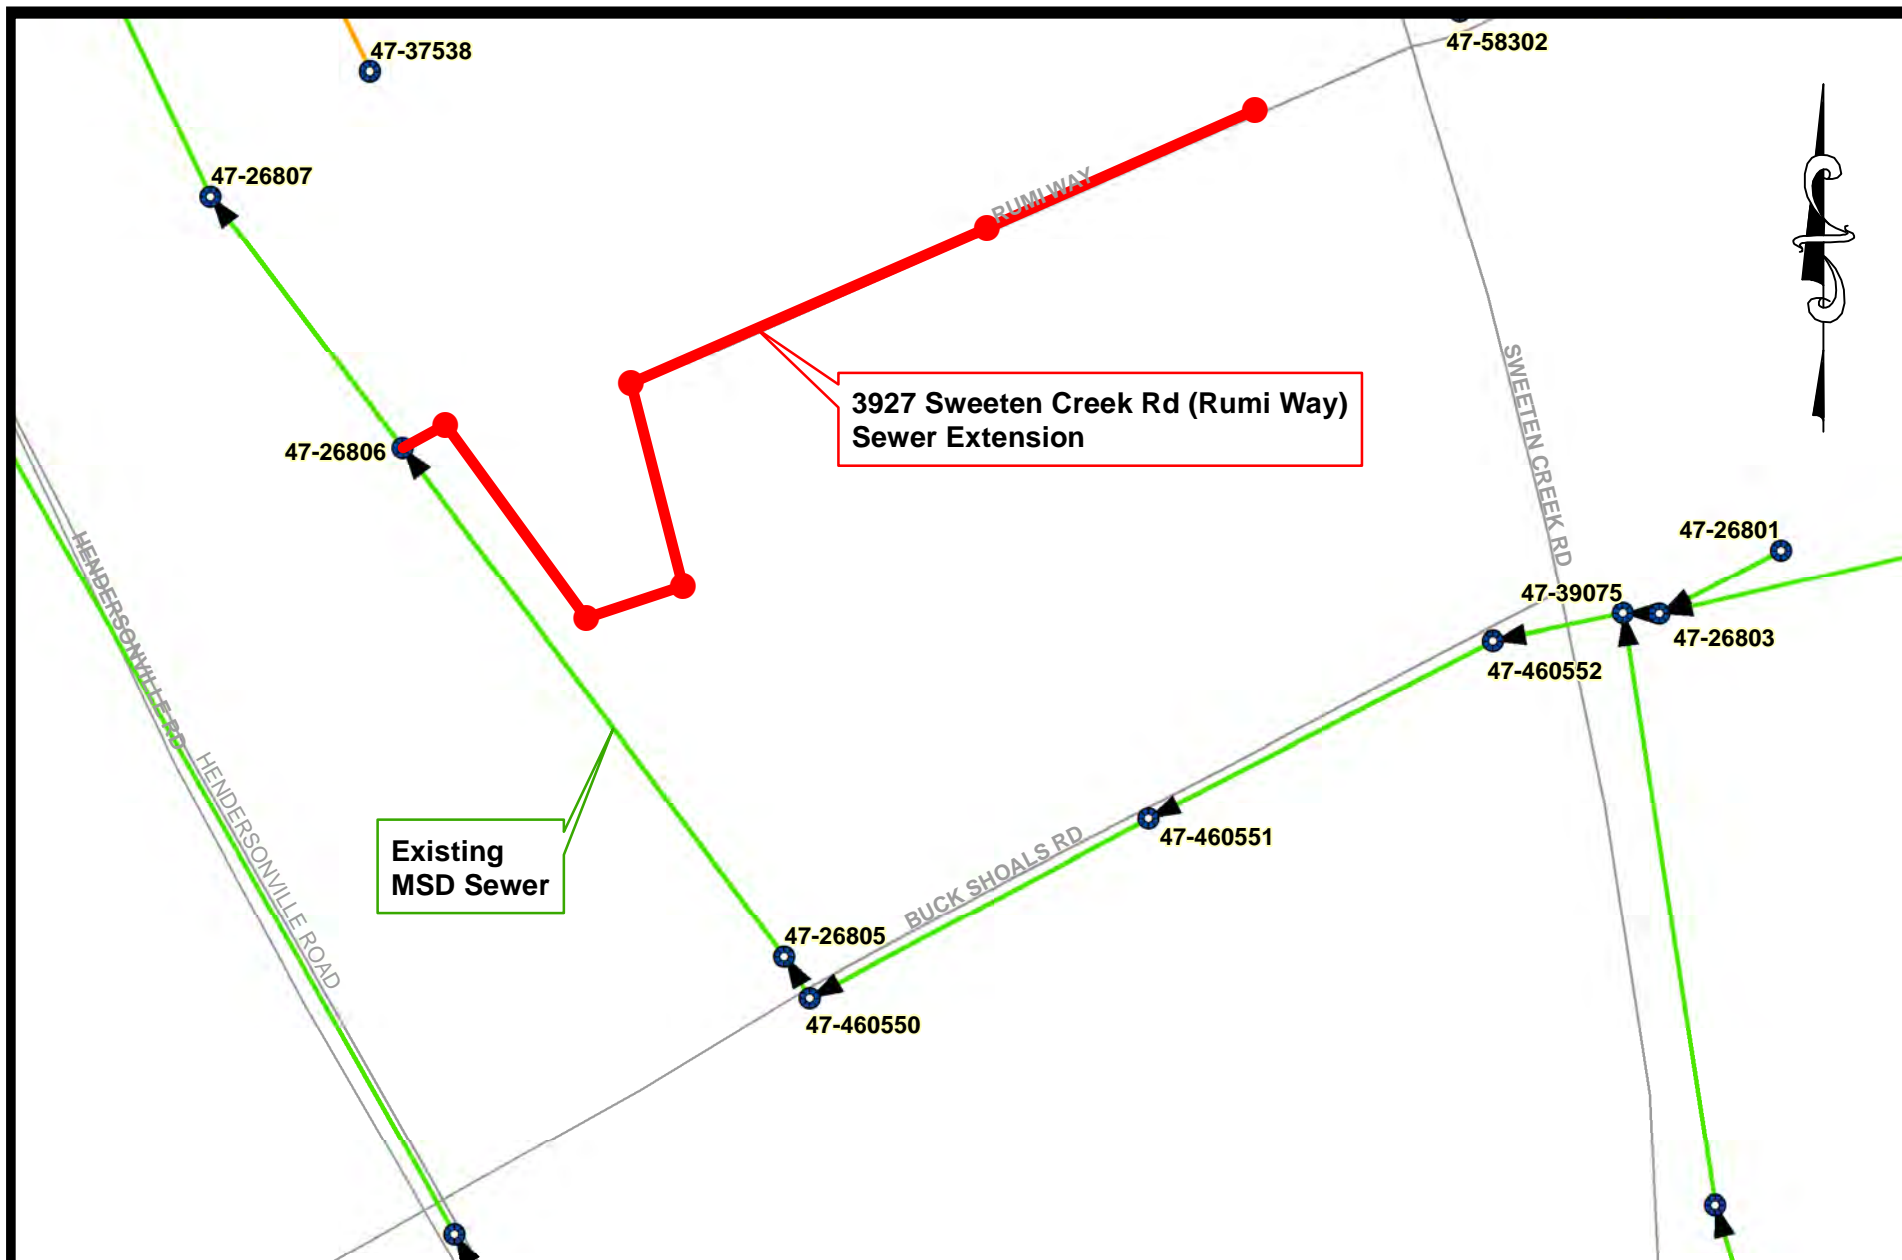 47-37538
47-58302
47-26807
RUMI WAY
3927 Sweeten Creek Rd (Rumi Way)
Sewer Extension
47-26806
SWEETEN CREEK RD
47-26801
47-39075
47-26803
47-460552
HENDERSONVILLE RD
HENDERSONVILLE ROAD
Existing
MSD Sewer
47-460551
BUCK SHOALS RD
47-26805
47-460550